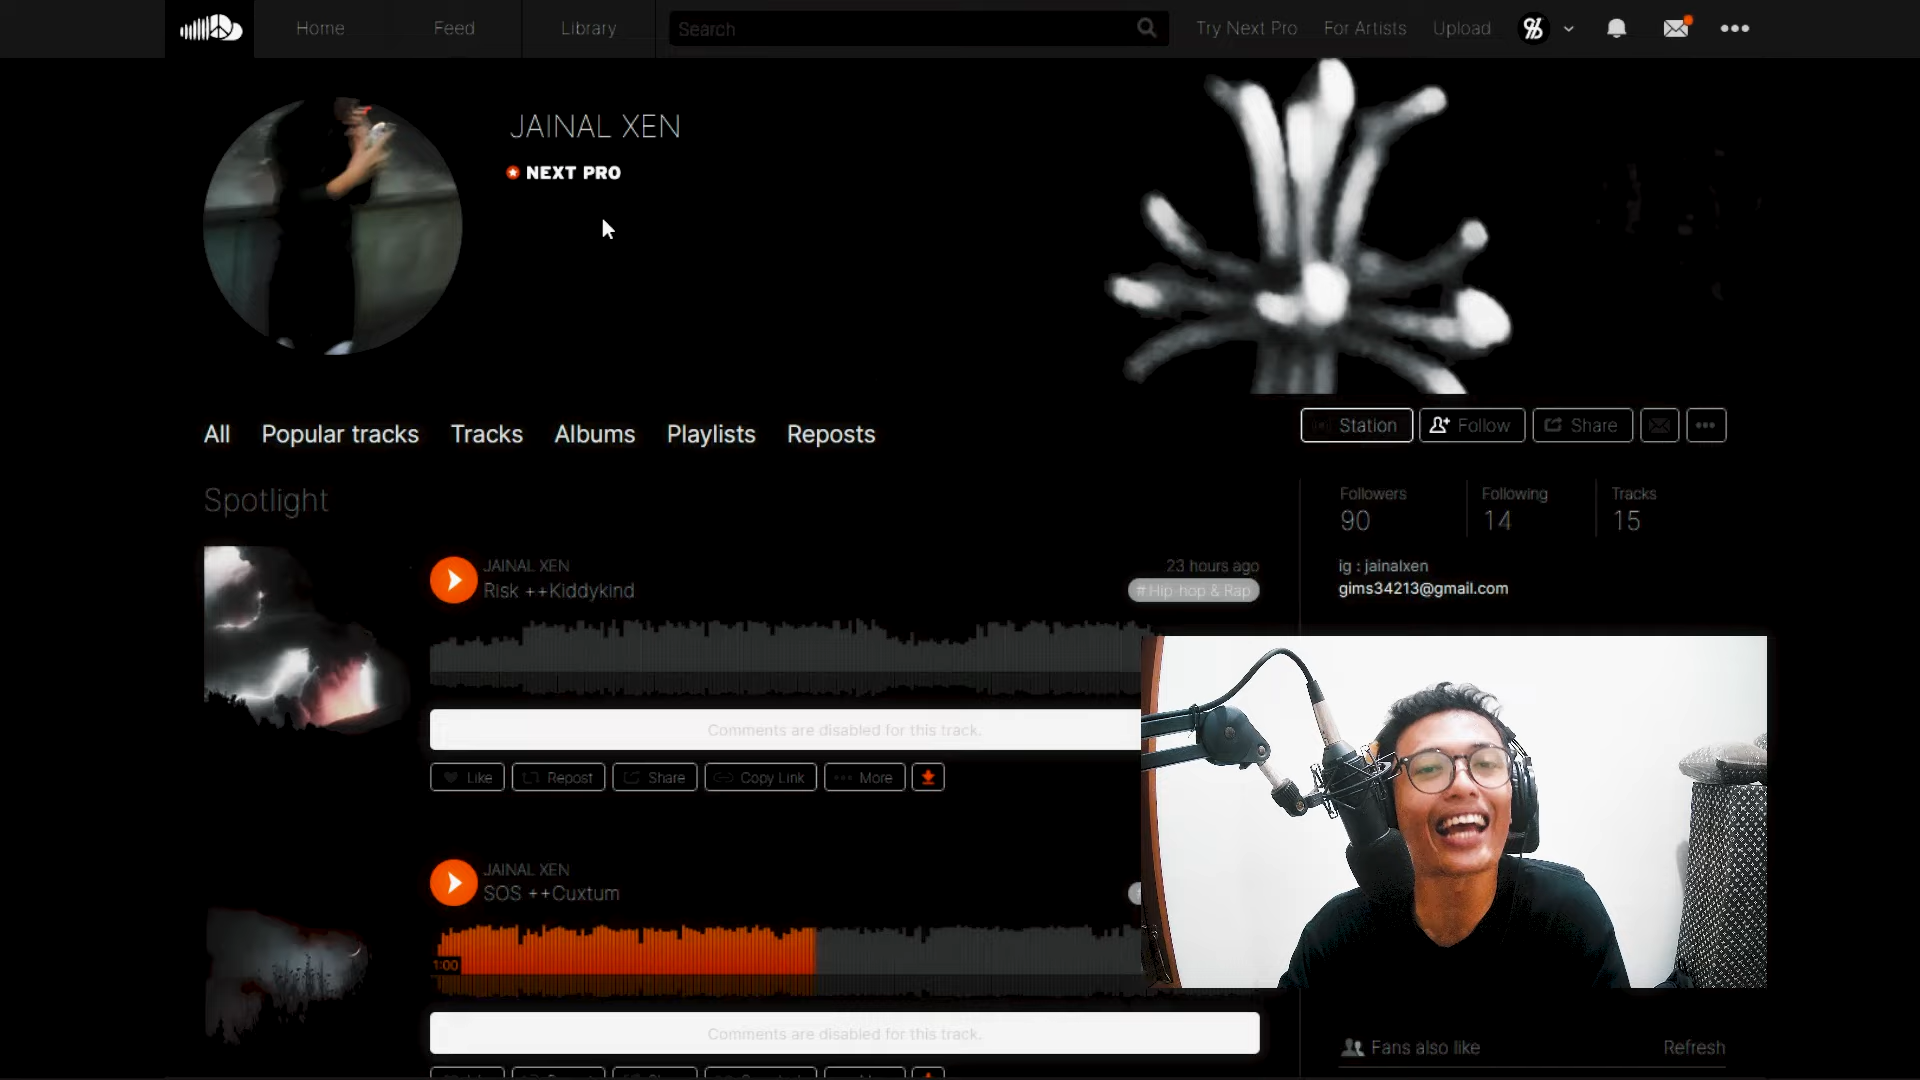 Home
Feed
Library
Search
Try Next Pro
For Artists
Upload
JAINAL XEN
NEXT PRO
All
Popular tracks
Tracks
Albums
Playlists
Reposts
Station
Follow
Share
Spotlight
Followers
90
Following
14
Tracks
15
ig : jainalxen
gims34213@gmail.com
JAINAL XEN
Risk ++Kiddykind
23 hours ago
# Hip-hop & Rap
Comments are disabled for this track.
Like
Repost
Share
Copy Link
More
JAINAL XEN
SOS ++Cuxtum
1:00
Comments are disabled for this track.
Fans also like
Refresh